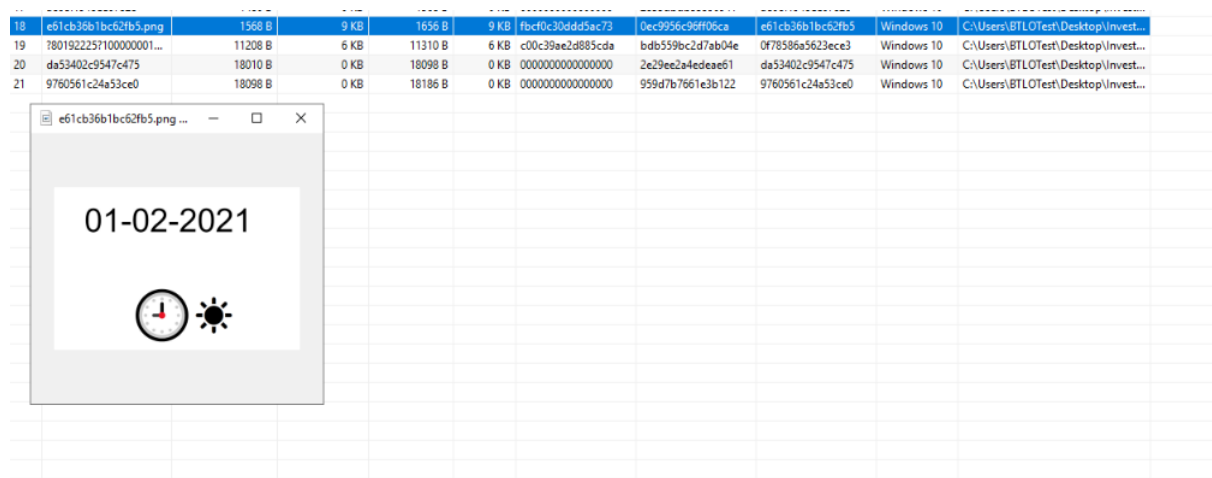 18 e61cb36b1bc62fb5.png 1568 B 9 KB 1656 B 9 KB fbcf0c30ddd5ac73 0ec9956c96ff06ca e61cb36b1bc62fb5 Windows 10 C:\Users\BTLOTest\Desktop\Invest...
19 ?8019222571000000001... 11208 B 6 KB 11310 B 6 KB c00c39ae2d885cda bdb559bc2d7ab04e 0f78586a5623ece3 Windows 10 C:\Users\BTLOTest\Desktop\Invest...
20 da53402c9547c475 18010 B 0 KB 18098 B 0 KB 0000000000000000 2e29ee2a4edeae61 da53402c9547c475 Windows 10 C:\Users\BTLOTest\Desktop\Invest...
21 9760561c24a53ce0 18098 B 0 KB 18186 B 0 KB 0000000000000000 959d7b7661e3b122 9760561c24a53ce0 Windows 10 C:\Users\BTLOTest\Desktop\Invest...
e61cb36b1bc62fb5.png ...
01-02-2021